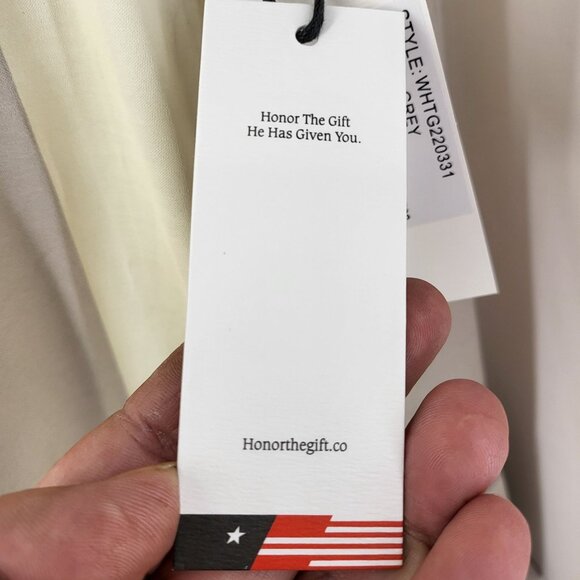 Honor The Gift
He Has Given You.
STYLE: WHTG220331
GREY
Honorthegift.co